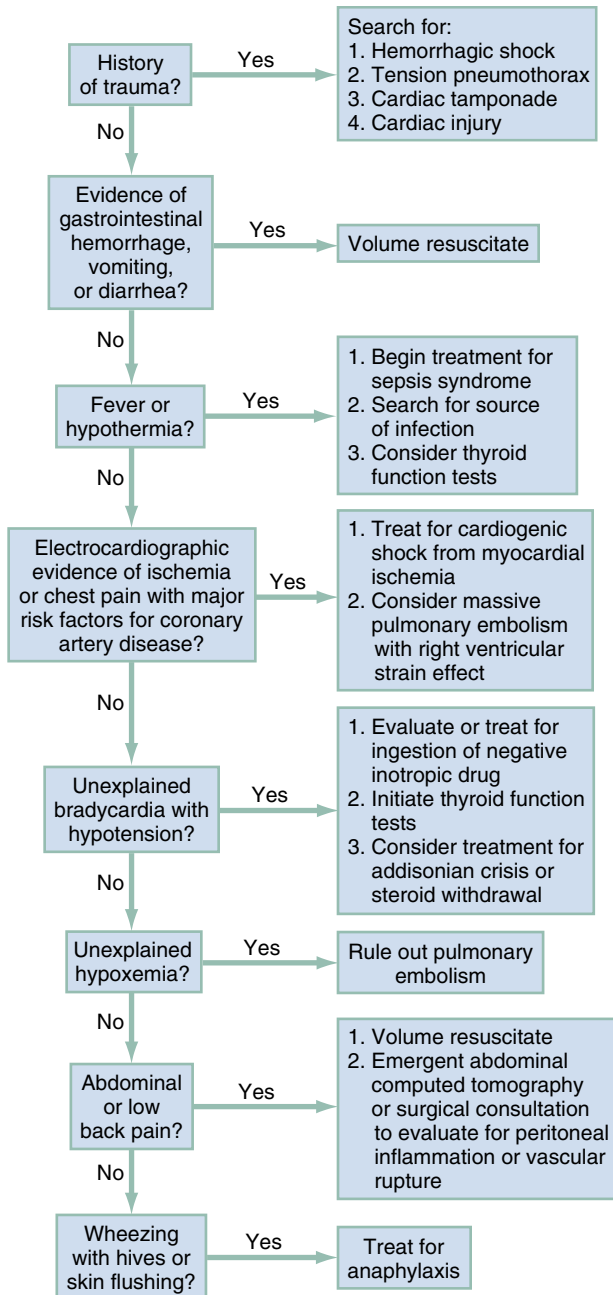 History
of trauma?
Yes
Search for:
1. Hemorrhagic shock
2. Tension pneumothorax
3. Cardiac tamponade
4. Cardiac injury
No
Evidence of
gastrointestinal
hemorrhage,
vomiting,
or diarrhea?
Yes
Volume resuscitate
No
Fever or
hypothermia?
Yes
1. Begin treatment for
sepsis syndrome
2. Search for source
of infection
3. Consider thyroid
function tests
No
Electrocardiographic
evidence of ischemia
or chest pain with major
risk factors for coronary
artery disease?
Yes
1. Treat for cardiogenic
shock from myocardial
ischemia
2. Consider massive
pulmonary embolism
with right ventricular
strain effect
No
Unexplained
bradycardia with
hypotension?
Yes
1. Evaluate or treat for
ingestion of negative
inotropic drug
2. Initiate thyroid function
tests
3. Consider treatment for
addisonian crisis or
steroid withdrawal
No
Unexplained
hypoxemia?
Yes
Rule out pulmonary
embolism
No
Abdominal
or low
back pain?
Yes
1. Volume resuscitate
2. Emergent abdominal
computed tomography
or surgical consultation
to evaluate for peritoneal
inflammation or vascular
rupture
No
Wheezing
with hives or
skin flushing?
Yes
Treat for
anaphylaxis